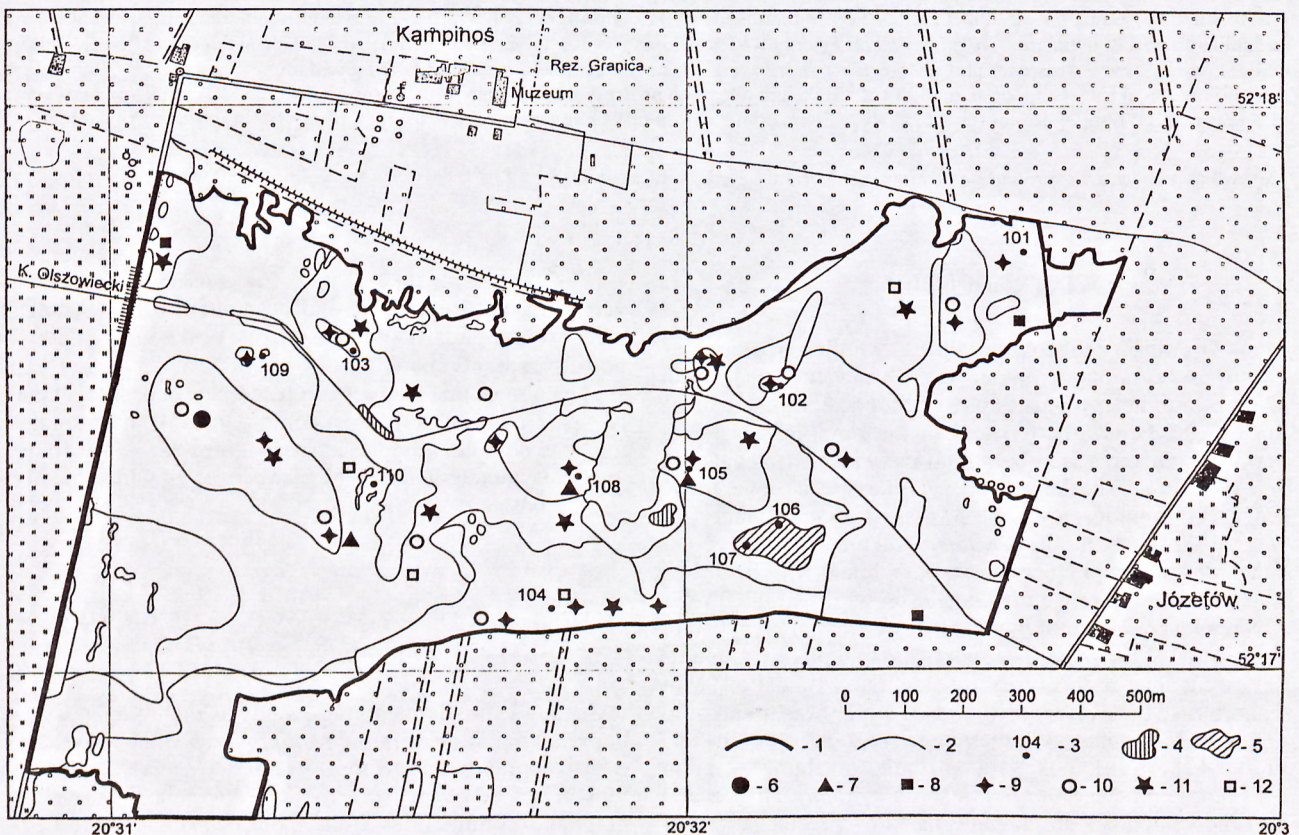 Kampinos
Rez. Granica
Muzeum
52°18'
101
K. Olszowiecki
103
109
102
105
110
108
106
107
104
Józefów
52°17'
0 100 200 300 400 500m
1 - 2 104 - 3 - 4 - 5
- 6 - 7 - 8 - 9 - 10 - 11 - 12
20°31' 20°32' 20°3